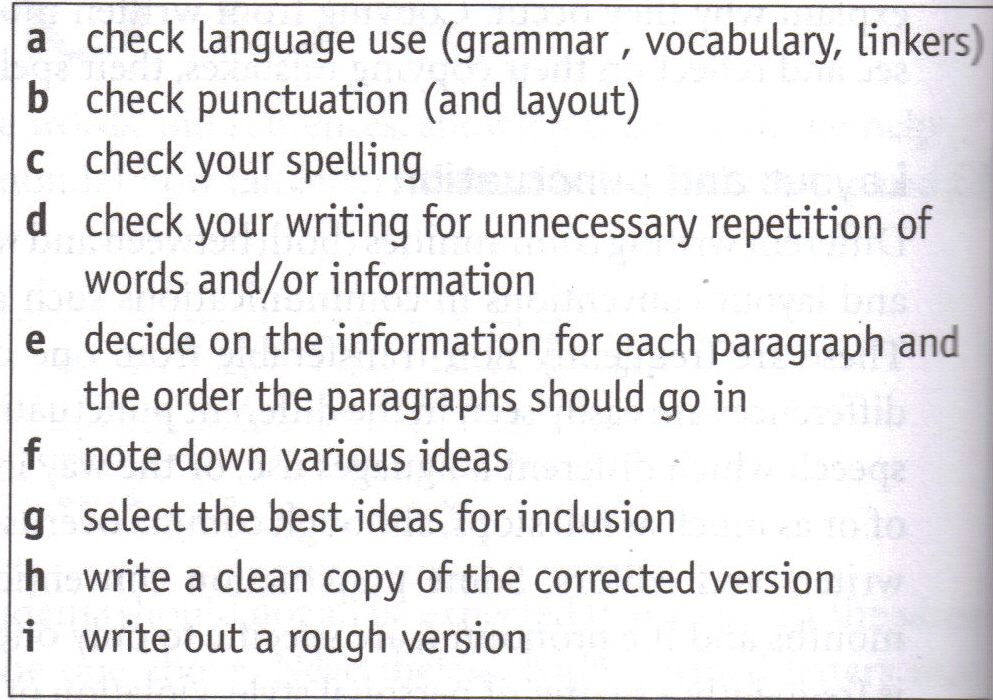 a check language use (grammar , vocabulary, linkers)
b check punctuation (and layout)
c check your spelling
d check your writing for unnecessary repetition of
words and/or information
e decide on the information for each paragraph and
the order the paragraphs should go in
f note down various ideas
g select the best ideas for inclusion
h write a clean copy of the corrected version
i write out a rough version